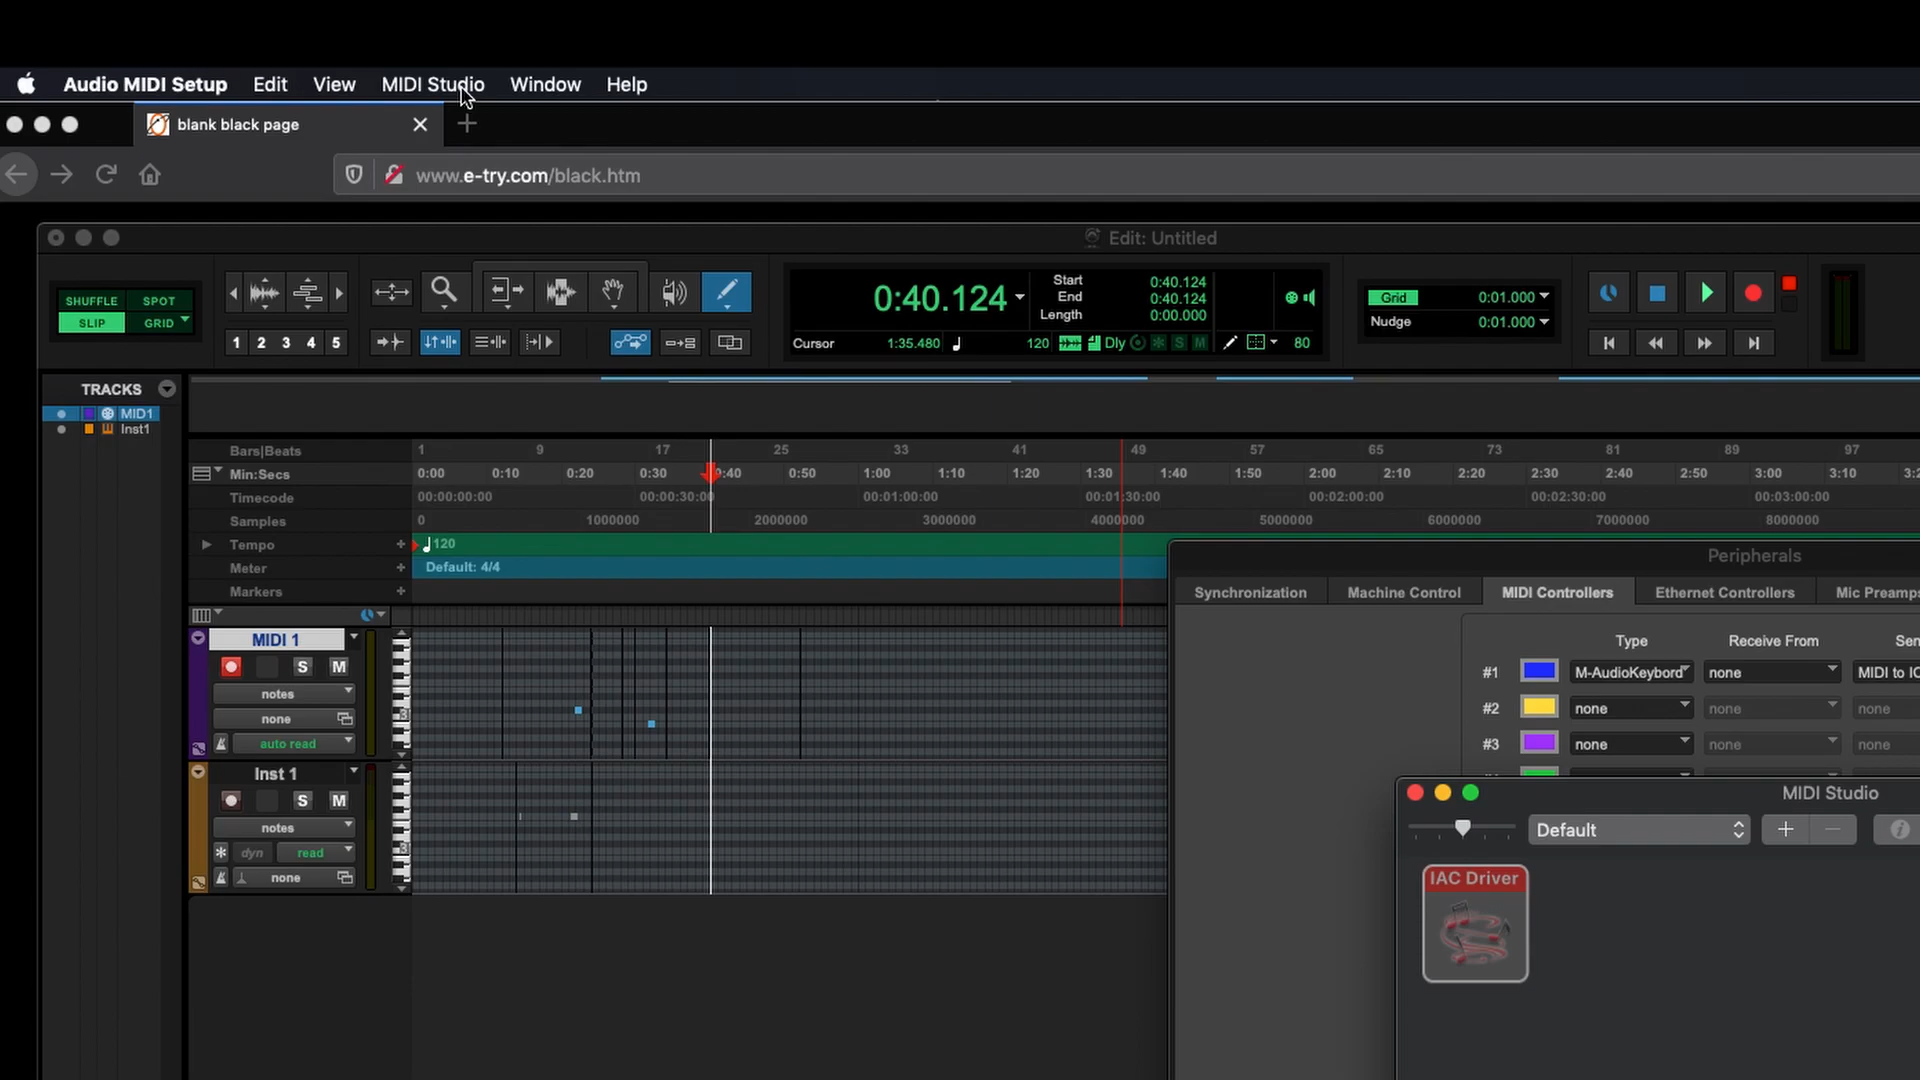 Audio MIDI Setup Edit View MIDI Studio Window Help
blank black page
www.e-try.com/black.htm
Edit: Untitled
SHUFFLE SPOT
SLIP GRID
1 2 3 4 5
0:40.124
Start 0:40.124
End 0:40.124
Length 0:00.000
Cursor 1:35.480 120 Dly S M 80
Grid 0:01.000
Nudge 0:01.000
TRACKS
MID1
Inst1
Bars|Beats 1 9 17 25 33 41 49 57 65 73 81 89 97
Min:Secs 0:00 0:10 0:20 0:30 0:40 0:50 1:00 1:10 1:20 1:30 1:40 1:50 2:00 2:10 2:20 2:30 2:40 2:50 3:00 3:10 3:2
Timecode 00:00:00:00 00:00:30:00 00:01:00:00 00:01:30:00 00:02:00:00 00:02:30:00 00:03:00:00
Samples 0 1000000 2000000 3000000 4000000 5000000 6000000 7000000 8000000
Tempo + 120
Meter + Default: 4/4
Markers +
Peripherals
Synchronization Machine Control MIDI Controllers Ethernet Controllers Mic Preamps
Type Receive From Sen
#1 M-AudioKeybord none MIDI to IC
#2 none none none
#3 none none none
MIDI 1
S M
notes
none
auto read
Inst 1
S M
notes
dyn read
none
MIDI Studio
Default + −
IAC Driver